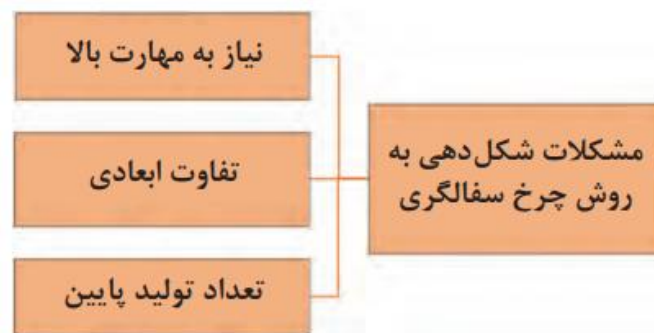 مشکلات شکل‌دهی به
روش چرخ سفالگری
نیاز به مهارت بالا
تفاوت ابعادی
تعداد تولید پایین